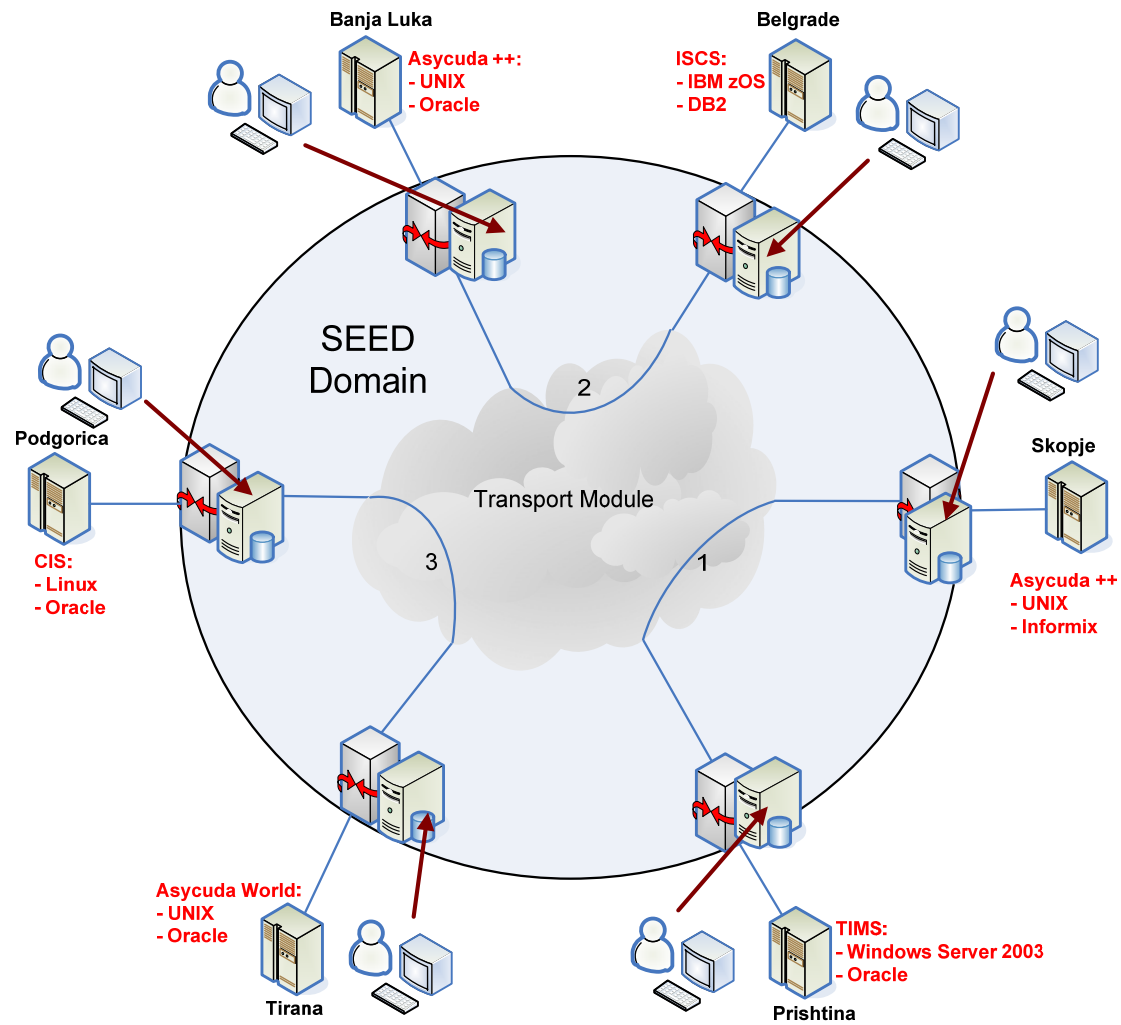 Banja Luka
Asycuda ++:
- UNIX
- Oracle
Belgrade
ISCS:
- IBM zOS
- DB2
SEED
Domain
2
Podgorica
CIS:
- Linux
- Oracle
Transport Module
3
1
Skopje
Asycuda ++
- UNIX
- Informix
Asycuda World:
- UNIX
- Oracle
Tirana
TIMS:
- Windows Server 2003
- Oracle
Prishtina